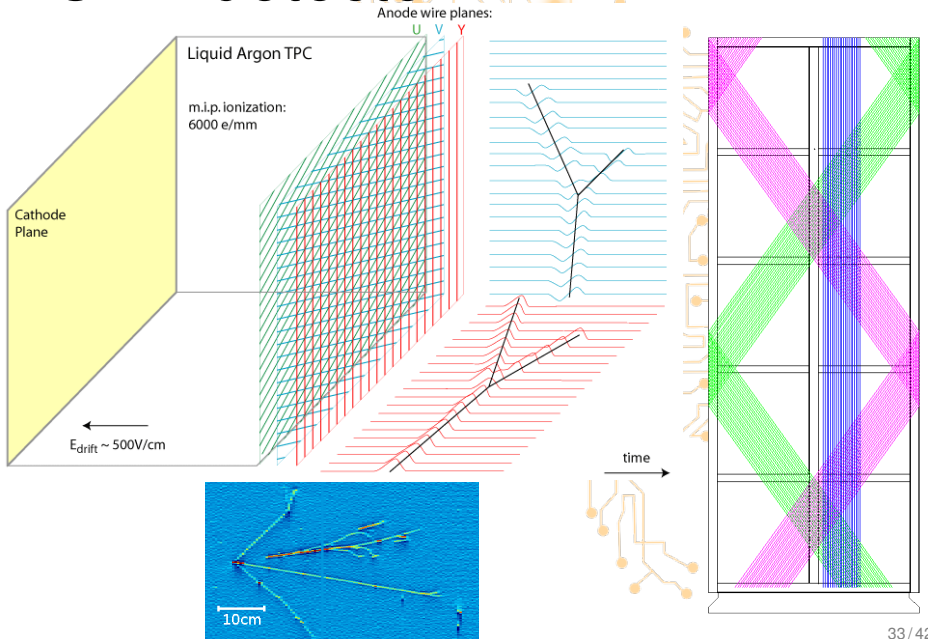 Anode wire planes:
U V Y
Liquid Argon TPC
m.i.p. ionization:
6000 e/mm
Cathode
Plane
E_drift ~ 500V/cm
time
10cm
33 / 42